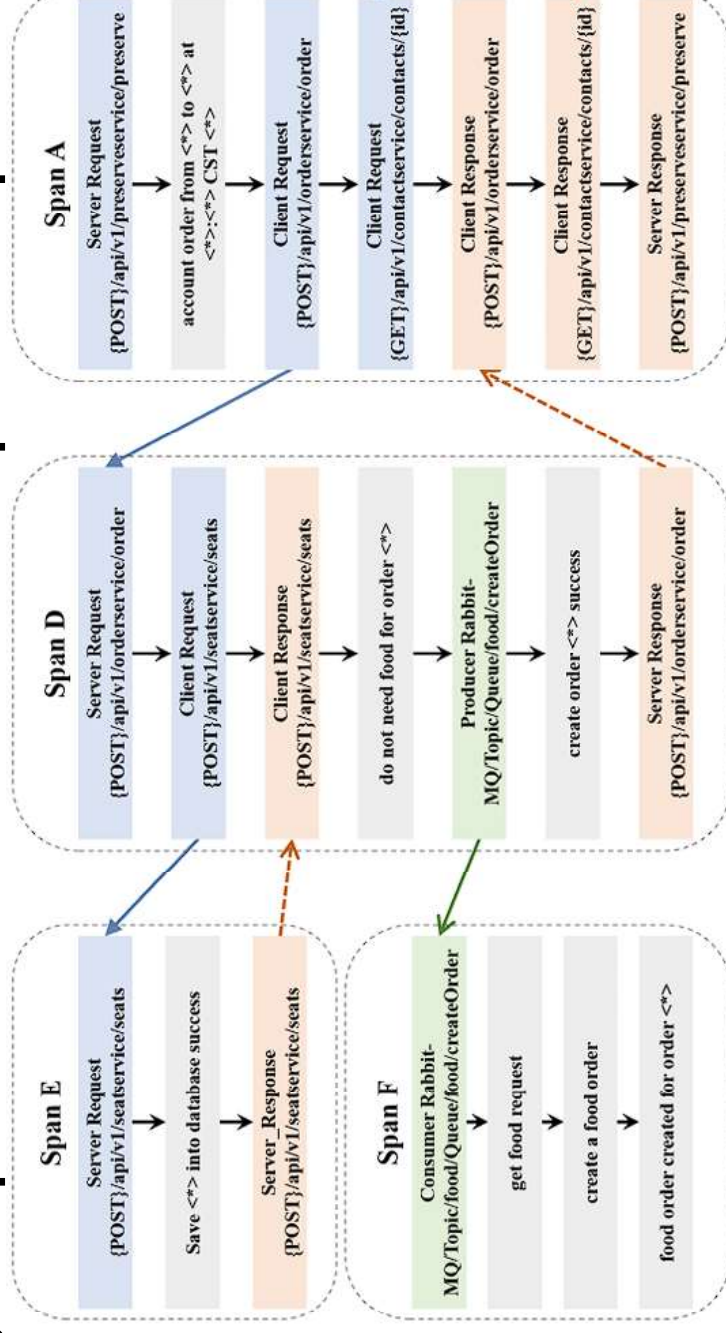 Span A
Server Request
{POST}/api/v1/preserveservice/preserve
account order from <*> to <*> at
<*>:<*> CST <*>
Client Request
{POST}/api/v1/orderservice/order
Client Request
{GET}/api/v1/contactservice/contacts/{id}
Client Response
{POST}/api/v1/orderservice/order
Client Response
{GET}/api/v1/contactservice/contacts/{id}
Server Response
{POST}/api/v1/preserveservice/preserve
Span D
Server Request
{POST}/api/v1/orderservice/order
Client Request
{POST}/api/v1/seatservice/seats
Client Response
{POST}/api/v1/seatservice/seats
do not need food for order <*>
Producer Rabbit-
MQ/Topic/Queue/food/createOrder
create order <*> success
Server Response
{POST}/api/v1/orderservice/order
Span E
Server Request
{POST}/api/v1/seatservice/seats
Save <*> into database success
Server_Response
{POST}/api/v1/seatservice/seats
Span F
Consumer Rabbit-
MQ/Topic/food/Queue/food/createOrder
get food request
create a food order
food order created for order <*>